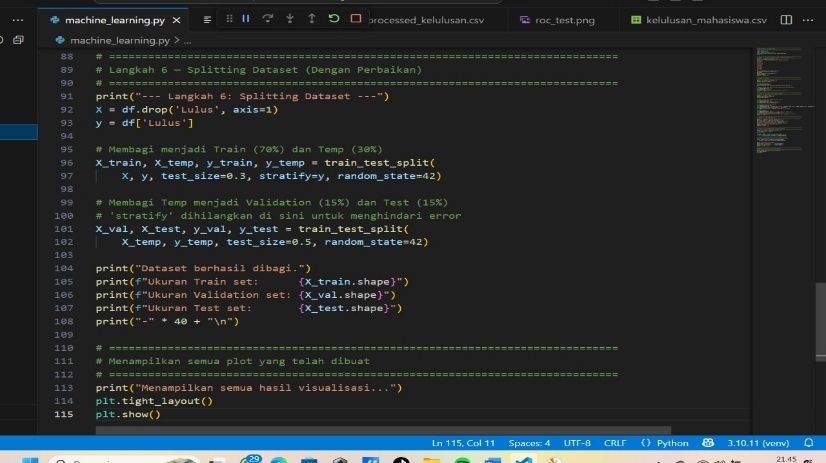 machine_learning.py
processed_kelulusan.csv
roc_test.png
kelulusan_mahasiswa.csv
machine_learning.py > ...
88 # ==============================================================================
89 # Langkah 6 — Splitting Dataset (Dengan Perbaikan)
90 # ==============================================================================
91 print("--- Langkah 6: Splitting Dataset ---")
92 X = df.drop('Lulus', axis=1)
93 y = df['Lulus']
94
95 # Membagi menjadi Train (70%) dan Temp (30%)
96 X_train, X_temp, y_train, y_temp = train_test_split(
97     X, y, test_size=0.3, stratify=y, random_state=42)
98
99 # Membagi Temp menjadi Validation (15%) dan Test (15%)
100 # 'stratify' dihilangkan di sini untuk menghindari error
101 X_val, X_test, y_val, y_test = train_test_split(
102     X_temp, y_temp, test_size=0.5, random_state=42)
103
104 print("Dataset berhasil dibagi.")
105 print(f"Ukuran Train set:      {X_train.shape}")
106 print(f"Ukuran Validation set: {X_val.shape}")
107 print(f"Ukuran Test set:       {X_test.shape}")
108 print("-" * 40 + "\n")
109
110 # ==============================================================================
111 # Menampilkan semua plot yang telah dibuat
112 # ==============================================================================
113 print("Menampilkan semua hasil visualisasi...")
114 plt.tight_layout()
115 plt.show()
Ln 115, Col 11 Spaces: 4 UTF-8 CRLF {} Python 3.10.11 (venv)
29
21.45